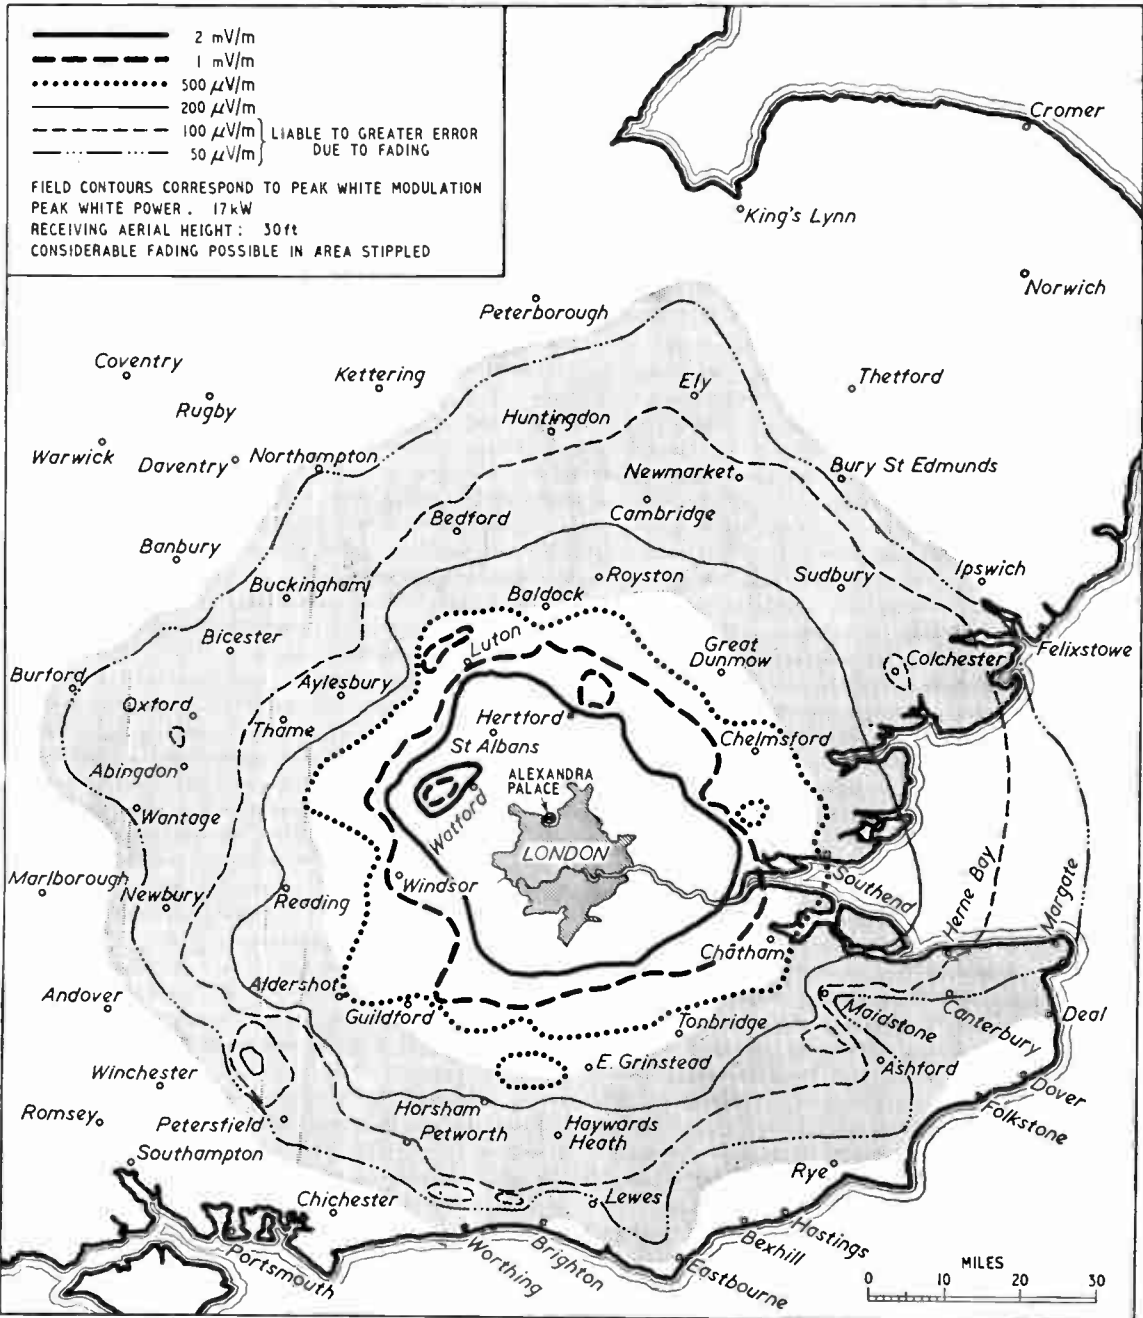 2 mV/m
1 mV/m
500 μV/m
200 μV/m
100 μV/m
50 μV/m
LIABLE TO GREATER ERROR
DUE TO FADING
FIELD CONTOURS CORRESPOND TO PEAK WHITE MODULATION
PEAK WHITE POWER. 17kW
RECEIVING AERIAL HEIGHT: 30ft
CONSIDERABLE FADING POSSIBLE IN AREA STIPPLED
Cromer
King's Lynn
Norwich
Peterborough
Coventry
Kettering
Ely
Thetford
Rugby
Huntingdon
Warwick
Daventry
Northampton
Newmarket
Bury St Edmunds
Bedford
Cambridge
Banbury
Buckingham
Royston
Sudbury
Ipswich
Baldock
Bicester
Luton
Great
Dunmow
Colchester
Felixstowe
Burford
Aylesbury
Oxford
Thame
Hertford
St Albans
Chelmsford
Abingdon
ALEXANDRA
PALACE
Wantage
Watford
LONDON
Marlborough
Newbury
Reading
Windsor
Southend
Herne Bay
Margate
Chatham
Andover
Aldershot
Guildford
Tonbridge
Maidstone
Canterbury
Deal
Winchester
E. Grinstead
Ashford
Dover
Folkstone
Romsey
Petersfield
Horsham
Petworth
Haywards
Heath
Southampton
Rye
Chichester
Lewes
Portsmouth
Worthing
Brighton
Eastbourne
Bexhill
Hastings
MILES
0 10 20 30